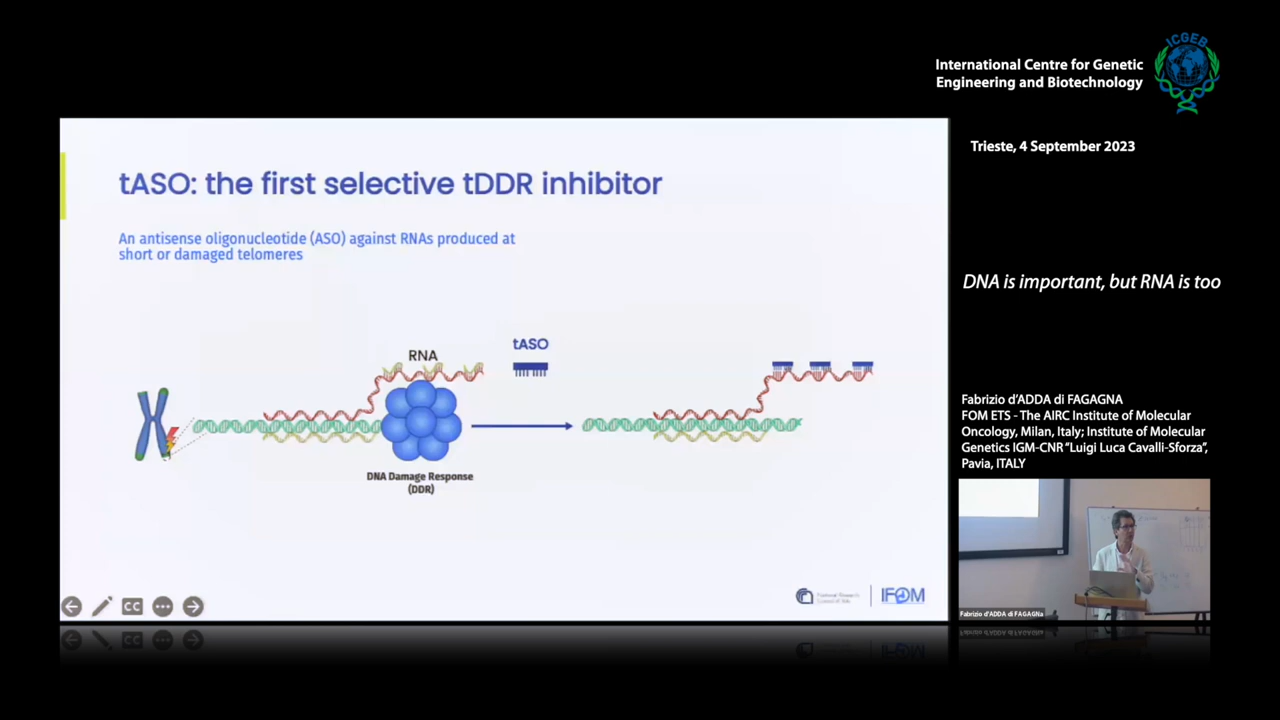 ICGEB
International Centre for Genetic
Engineering and Biotechnology
Trieste, 4 September 2023
tASO: the first selective tDDR inhibitor
An antisense oligonucleotide (ASO) against RNAs produced at
short or damaged telomeres
RNA
tASO
DNA Damage Response
(DDR)
CC
IFOM
DNA is important, but RNA is too
Fabrizio d’ADDA di FAGAGNA
FOM ETS - The AIRC Institute of Molecular
Oncology, Milan, Italy; Institute of Molecular
Genetics IGM-CNR “Luigi Luca Cavalli-Sforza”,
Pavia, ITALY
Fabrizio d'ADDA di FAGAGNa